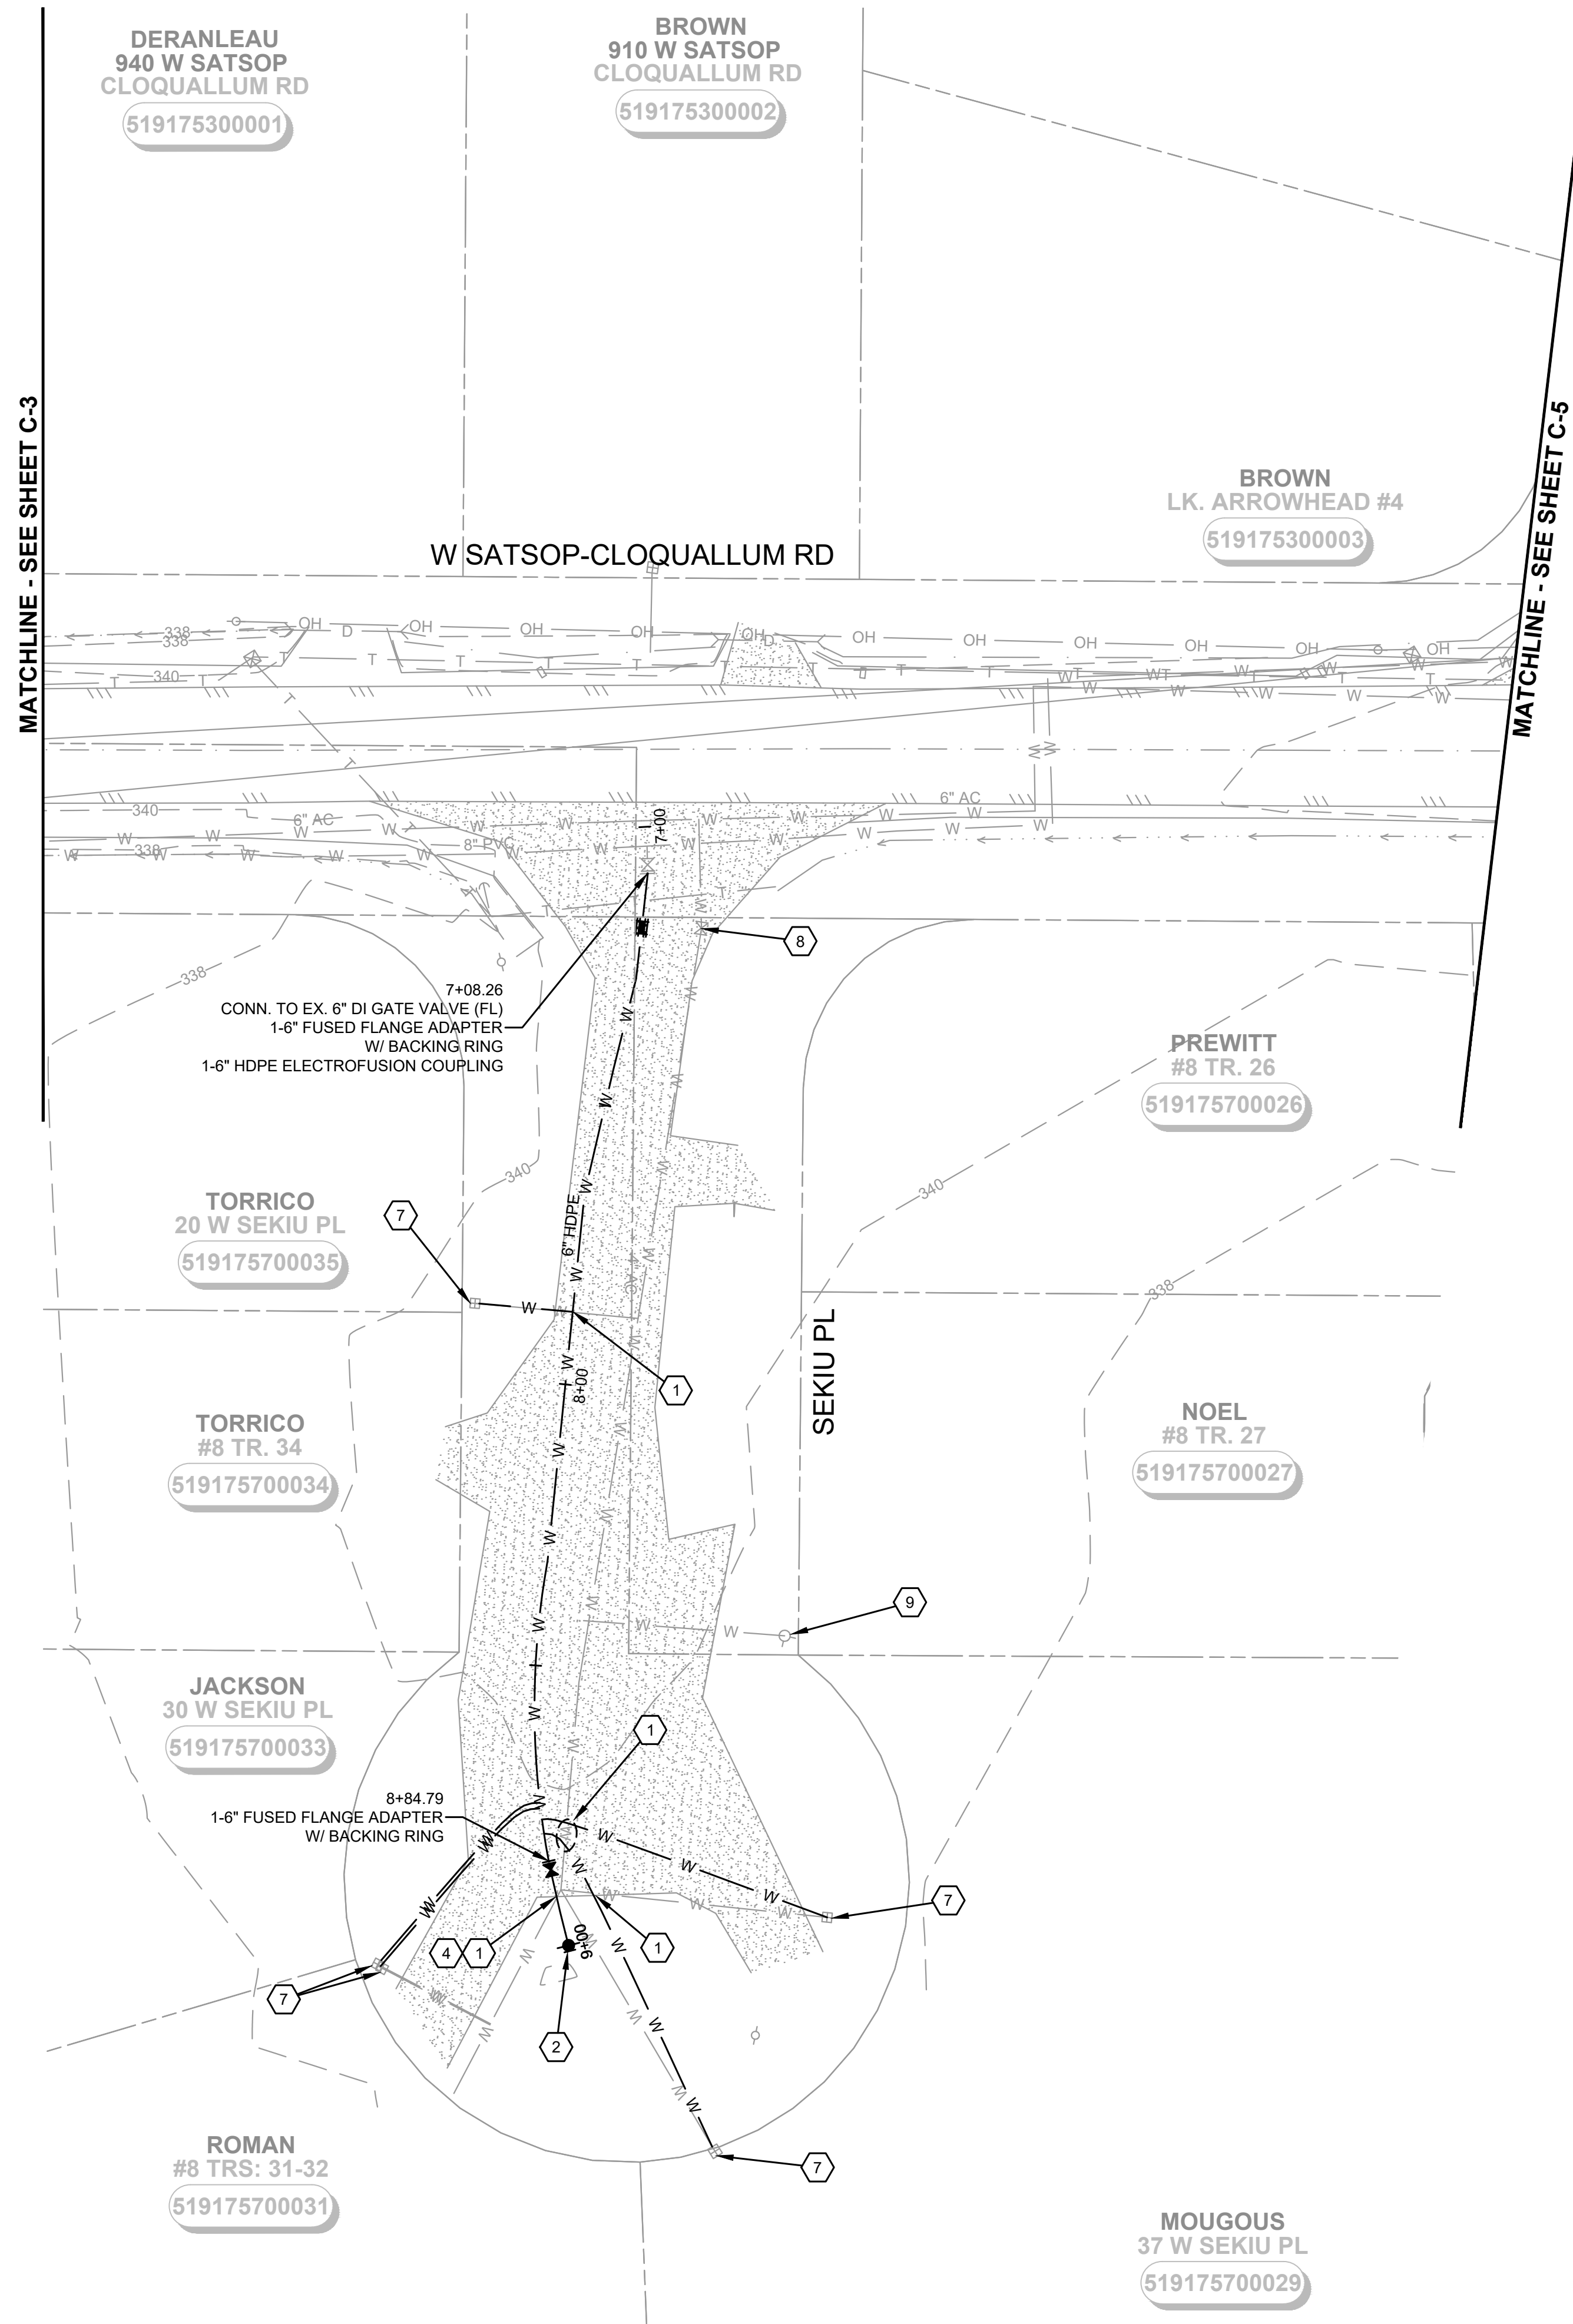 DERANLEAU
940 W SATSOP
CLOQUALLUM RD
519175300001
BROWN
910 W SATSOP
CLOQUALLUM RD
519175300002
MATCHLINE - SEE SHEET C-3
MATCHLINE - SEE SHEET C-5
BROWN
LK. ARROWHEAD #4
519175300003
W SATSOP-CLOQUALLUM RD
OH
OH
OH
OH
OH
OH
OH
OH
OH
OH
D
D
338
338
340
T
T
T
T
T
T
W
W
WT
WT
340
6" AC
6" AC
338
8" PVC
7+00
8
338
7+08.26
CONN. TO EX. 6" DI GATE VALVE (FL)
1-6" FUSED FLANGE ADAPTER
W/ BACKING RING
1-6" HDPE ELECTROFUSION COUPLING
PREWITT
#8 TR. 26
519175700026
340
340
TORRICO
20 W SEKIU PL
519175700035
7
6" HDPE
W
338
1
8+00
SEKIU PL
TORRICO
#8 TR. 34
519175700034
NOEL
#8 TR. 27
519175700027
9
JACKSON
30 W SEKIU PL
519175700033
1
8+84.79
1-6" FUSED FLANGE ADAPTER
W/ BACKING RING
7
4
1
9+00
1
7
2
7
ROMAN
#8 TRS: 31-32
519175700031
MOUGOUS
37 W SEKIU PL
519175700029